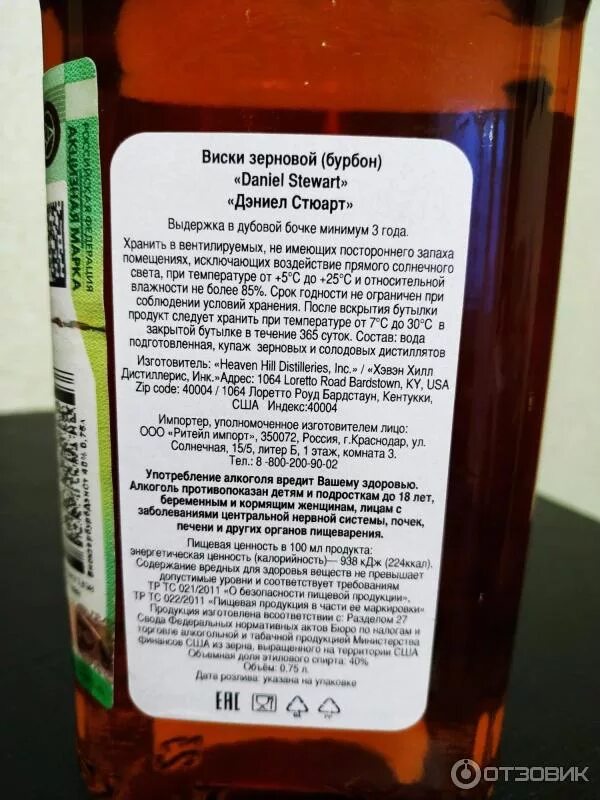 Виски зерновой (бурбон)
«Daniel Stewart»
«Дэниел Стюарт»
Выдержка в дубовой бочке минимум 3 года.
Хранить в вентилируемых, не имеющих постороннего запаха
помещениях, исключающих воздействие прямого солнечного
света, при температуре от +5°С до +25°С и относительной
влажности не более 85%. Срок годности не ограничен при
соблюдении условий хранения. После вскрытия бутылки
продукт следует хранить при температуре от 7°С до 30°С в
закрытой бутылке в течение 365 суток. Состав: вода
подготовленная, купаж зерновых и солодовых дистиллятов
Изготовитель: «Heaven Hill Distilleries, Inc.» / «Хэвэн Хилл
Дистиллерис, Инк.»Адрес: 1064 Loretto Road Bardstown, KY, USA
Zip code: 40004 / 1064 Лоретто Роуд Бардстаун, Кентукки,
США Индекс:40004
Импортер, уполномоченное изготовителем лицо:
ООО «Ритейл импорт», 350072, Россия, г.Краснодар, ул.
Солнечная, 15/5, литер Б, 1 этаж, комната 3.
Тел.: 8 -800-200-90-02
Употребление алкоголя вредит Вашему здоровью.
Алкоголь противопоказан детям и подросткам до 18 лет,
беременным и кормящим женщинам, лицам с
заболеваниями центральной нервной системы, почек,
печени и других органов пищеварения.
Пищевая ценность в 100 мл продукта:
энергетическая ценность (калорийность)— 938 кДж (224ккал).
Содержание вредных для здоровья веществ не превышает
допустимые уровни и соответствует требованиям
ТР ТС 021/2011 «О безопасности пищевой продукции»,
ТР ТС 022/2011 «Пищевая продукция в части ее маркировки»
Продукция изготовлена всоответствии с: Разделом 27
Свода Федеральных нормативных актов Бюро по налогам и
торговле алкогольной и табачной продукцией Министерства
финансов США из зерна, выращенного на территории США
Объемная доля этилового спирта: 40%
Объём: 0,75 л.
Дата розлива: указана на упаковке
ЕАС
РОССИЙСКАЯ ФЕДЕРАЦИЯ
АКЦИЗНАЯ МАРКА
ОТЗОВИК